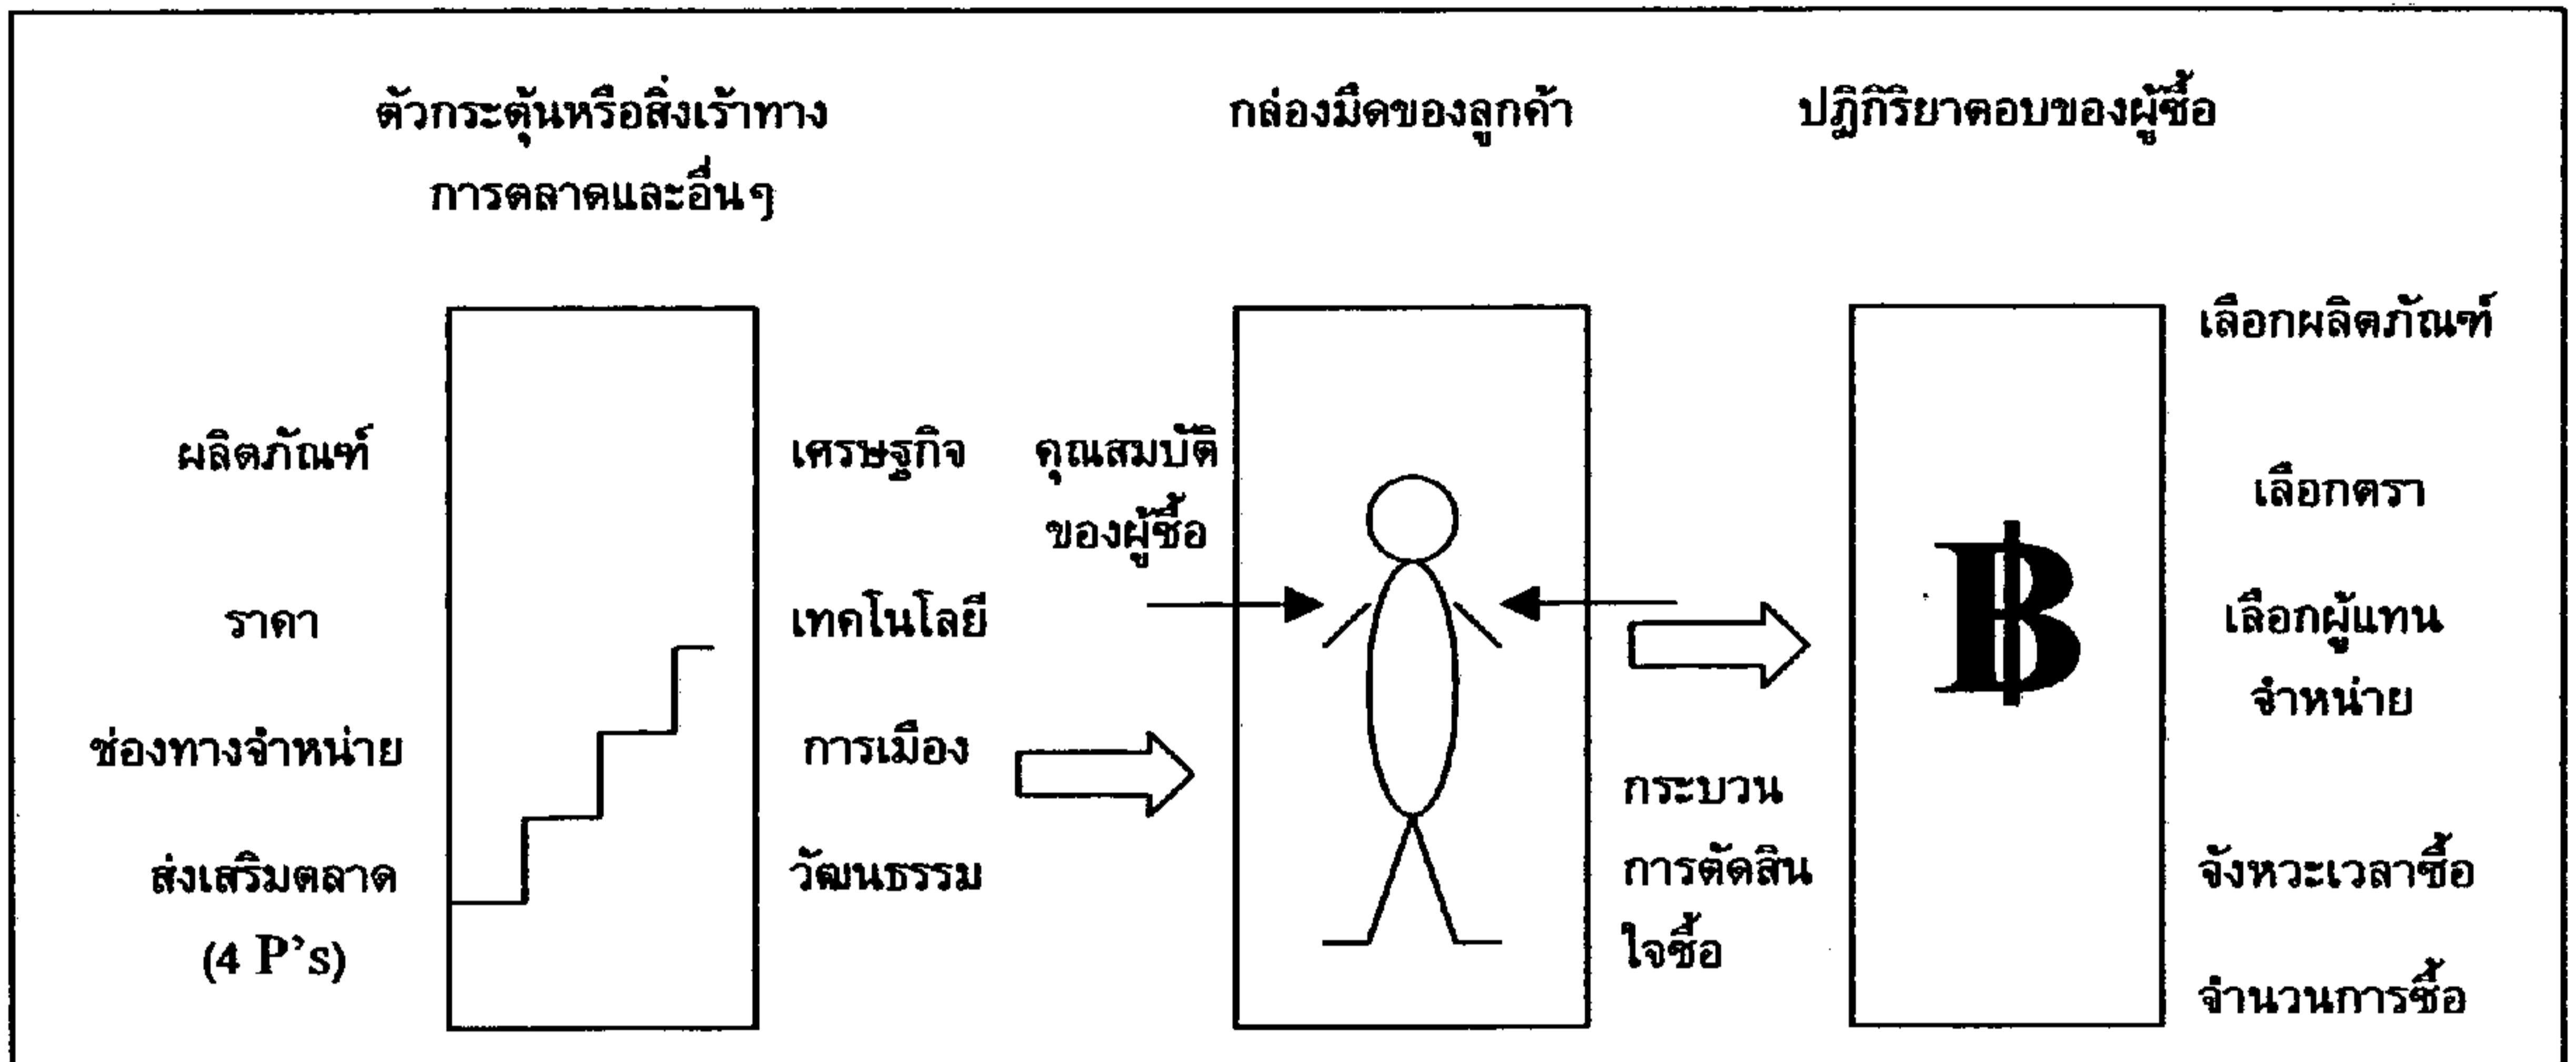 ตัวกระตุ้นหรือสิ่งเร้าทาง
การตลาดและอื่นๆ
กล่องมืดของลูกค้า
ปฏิกิริยาตอบของผู้ซื้อ
ผลิตภัณฑ์
ราคา
ช่องทางจำหน่าย
ส่งเสริมตลาด
(4 P's)
เศรษฐกิจ
เทคโนโลยี
การเมือง
วัฒนธรรม
คุณสมบัติ
ของผู้ซื้อ
กระบวน
การตัดสิน
ใจซื้อ
฿
เลือกผลิตภัณฑ์
เลือกตรา
เลือกผู้แทน
จำหน่าย
จังหวะเวลาซื้อ
จำนวนการซื้อ